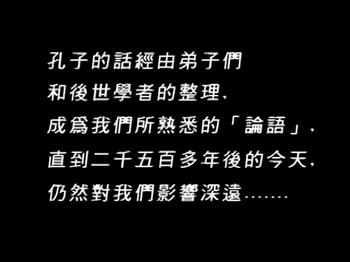 孔子的話經由弟子們
和後世學者的整理,
成爲我們所熟悉的「論語」,
直到二千五百多年後的今天,
仍然對我們影響深遠.......